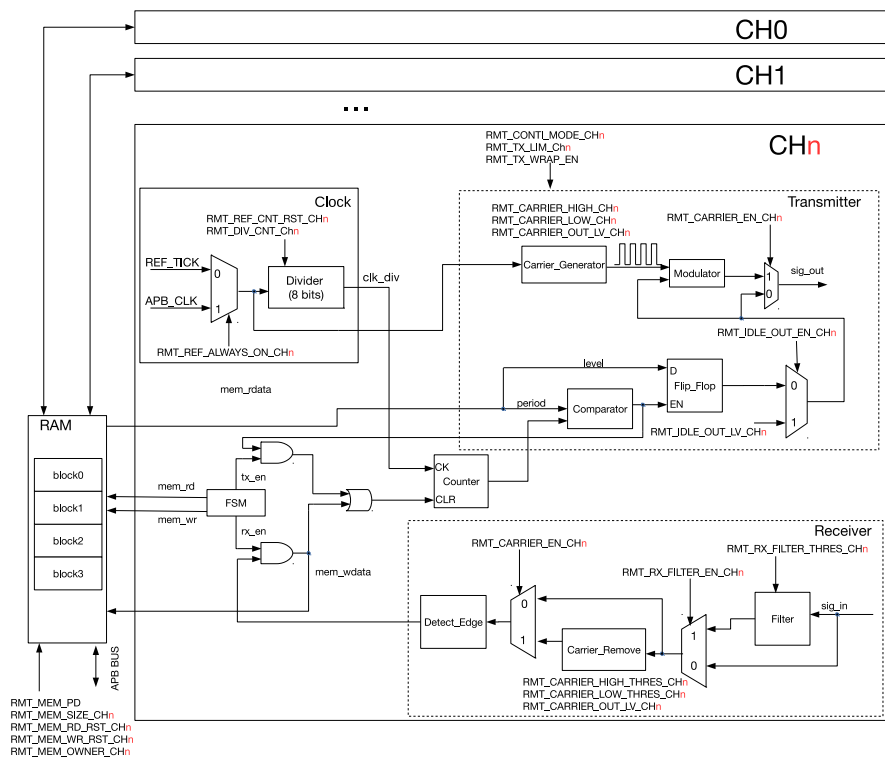 CH0
CH1
...
CHn
RMT_CONTI_MODE_CHn
RMT_TX_LIM_Chn
RMT_TX_WRAP_EN
Clock
RMT_REF_CNT_RST_CHn
RMT_DIV_CNT_Chn
REF_TICK
0
APB_CLK
1
Divider
(8 bits)
clk_div
RMT_REF_ALWAYS_ON_CHn
Transmitter
RMT_CARRIER_HIGH_CHn
RMT_CARRIER_LOW_CHn
RMT_CARRIER_OUT_LV_CHn
RMT_CARRIER_EN_CHn
Carrier_Generator
Modulator
1
0
sig_out
RMT_IDLE_OUT_EN_CHn
level
period
D
Flip_Flop
EN
Comparator
0
1
RMT_IDLE_OUT_LV_CHn
mem_rdata
RAM
block0
block1
block2
block3
mem_rd
mem_wr
FSM
tx_en
rx_en
CK
Counter
CLR
mem_wdata
Receiver
RMT_CARRIER_EN_CHn
RMT_RX_FILTER_THRES_CHn
RMT_RX_FILTER_EN_CHn
Detect_Edge
0
1
Carrier_Remove
1
0
Filter
sig_in
RMT_CARRIER_HIGH_THRES_CHn
RMT_CARRIER_LOW_THRES_CHn
RMT_CARRIER_OUT_LV_CHn
APB BUS
RMT_MEM_PD
RMT_MEM_SIZE_CHn
RMT_MEM_RD_RST_CHn
RMT_MEM_WR_RST_CHn
RMT_MEM_OWNER_CHn